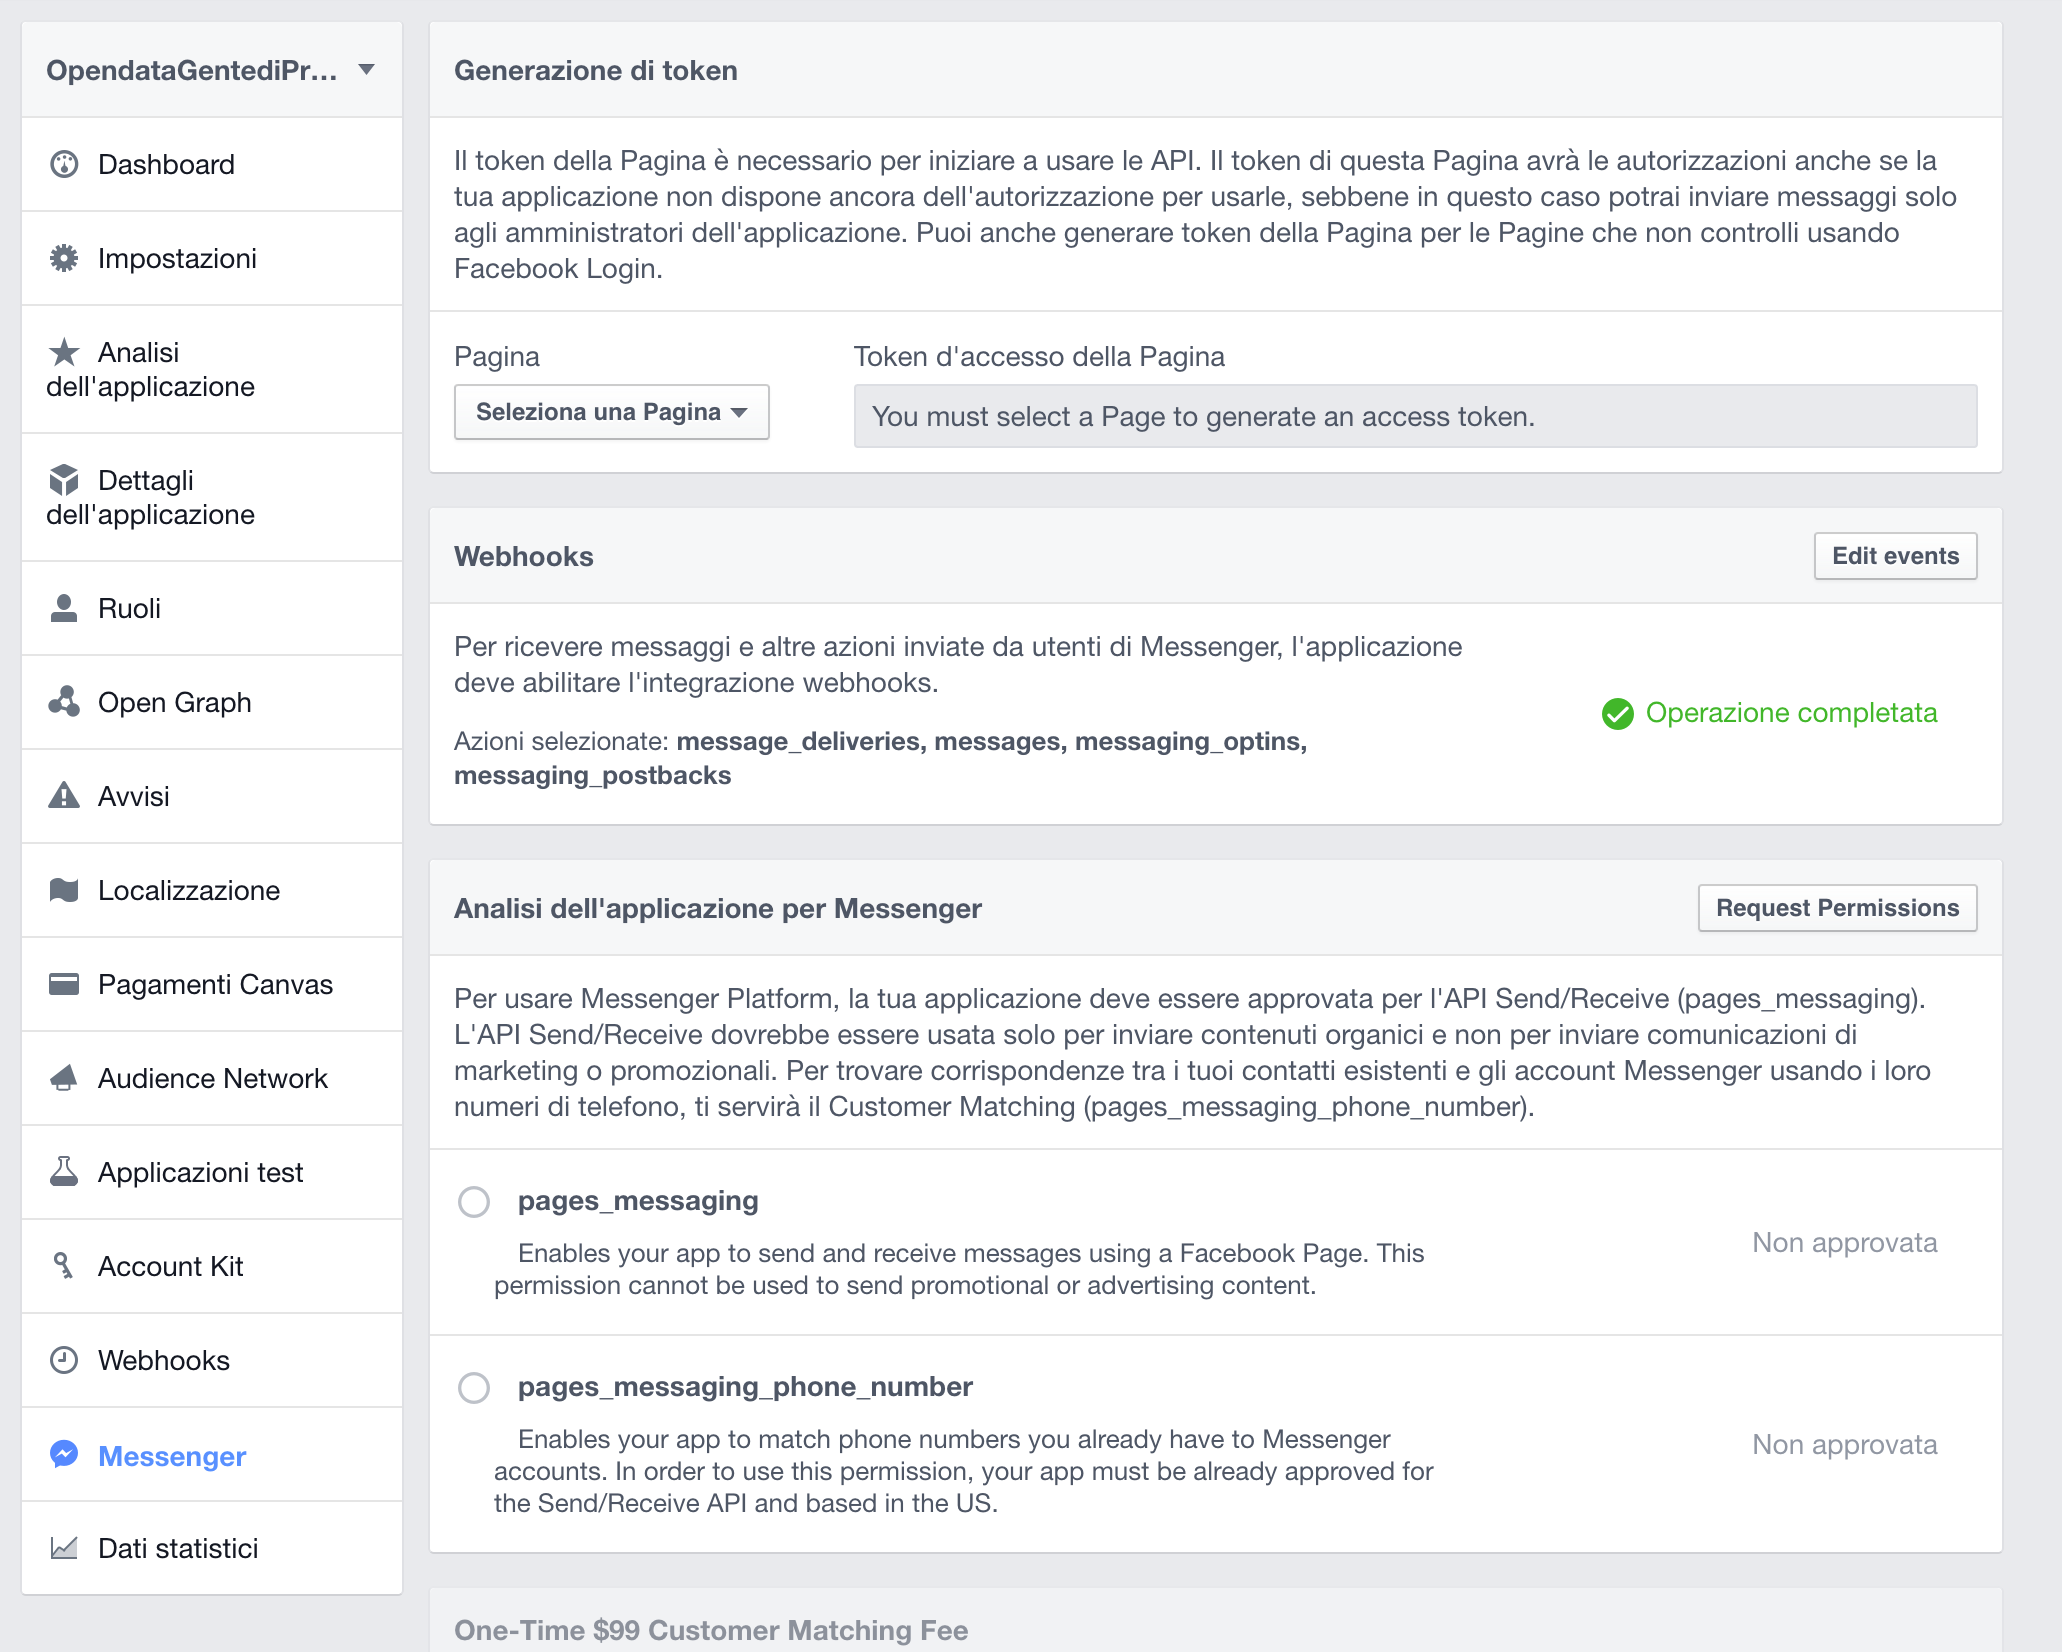 OpendataGentediPr...
Dashboard
Impostazioni
Analisi
dell'applicazione
Dettagli
dell'applicazione
Ruoli
Open Graph
Avvisi
Localizzazione
Pagamenti Canvas
Audience Network
Applicazioni test
Account Kit
Webhooks
Messenger
Dati statistici
Generazione di token
Il token della Pagina è necessario per iniziare a usare le API. Il token di questa Pagina avrà le autorizzazioni anche se la
tua applicazione non dispone ancora dell'autorizzazione per usarle, sebbene in questo caso potrai inviare messaggi solo
agli amministratori dell'applicazione. Puoi anche generare token della Pagina per le Pagine che non controlli usando
Facebook Login.
Pagina
Seleziona una Pagina
Token d'accesso della Pagina
You must select a Page to generate an access token.
Webhooks
Edit events
Per ricevere messaggi e altre azioni inviate da utenti di Messenger, l'applicazione
deve abilitare l'integrazione webhooks.
Azioni selezionate: message_deliveries, messages, messaging_optins,
messaging_postbacks
Operazione completata
Analisi dell'applicazione per Messenger
Request Permissions
Per usare Messenger Platform, la tua applicazione deve essere approvata per l'API Send/Receive (pages_messaging).
L'API Send/Receive dovrebbe essere usata solo per inviare contenuti organici e non per inviare comunicazioni di
marketing o promozionali. Per trovare corrispondenze tra i tuoi contatti esistenti e gli account Messenger usando i loro
numeri di telefono, ti servirà il Customer Matching (pages_messaging_phone_number).
pages_messaging
Enables your app to send and receive messages using a Facebook Page. This
permission cannot be used to send promotional or advertising content.
Non approvata
pages_messaging_phone_number
Enables your app to match phone numbers you already have to Messenger
accounts. In order to use this permission, your app must be already approved for
the Send/Receive API and based in the US.
Non approvata
One-Time $99 Customer Matching Fee